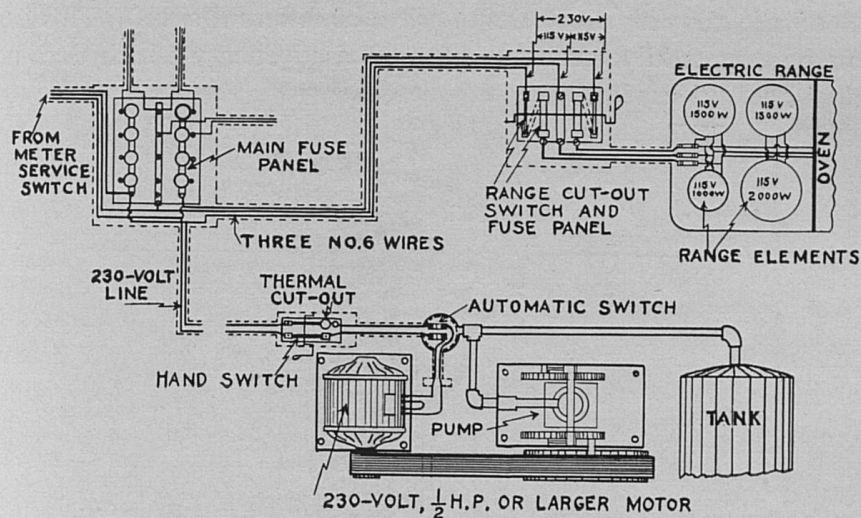 230V
115V 115V
ELECTRIC RANGE
115V
1500W
115V
1300W
FROM
METER
SERVICE
SWITCH
MAIN FUSE
PANEL
RANGE CUT-OUT
SWITCH AND
FUSE PANEL
115V
1000W
115V
2000W
OVEN
THREE NO.6 WIRES
RANGE ELEMENTS
230-VOLT
LINE
THERMAL
CUT-OUT
AUTOMATIC SWITCH
HAND SWITCH
PUMP
TANK
230-VOLT, 1/2 H.P. OR LARGER MOTOR